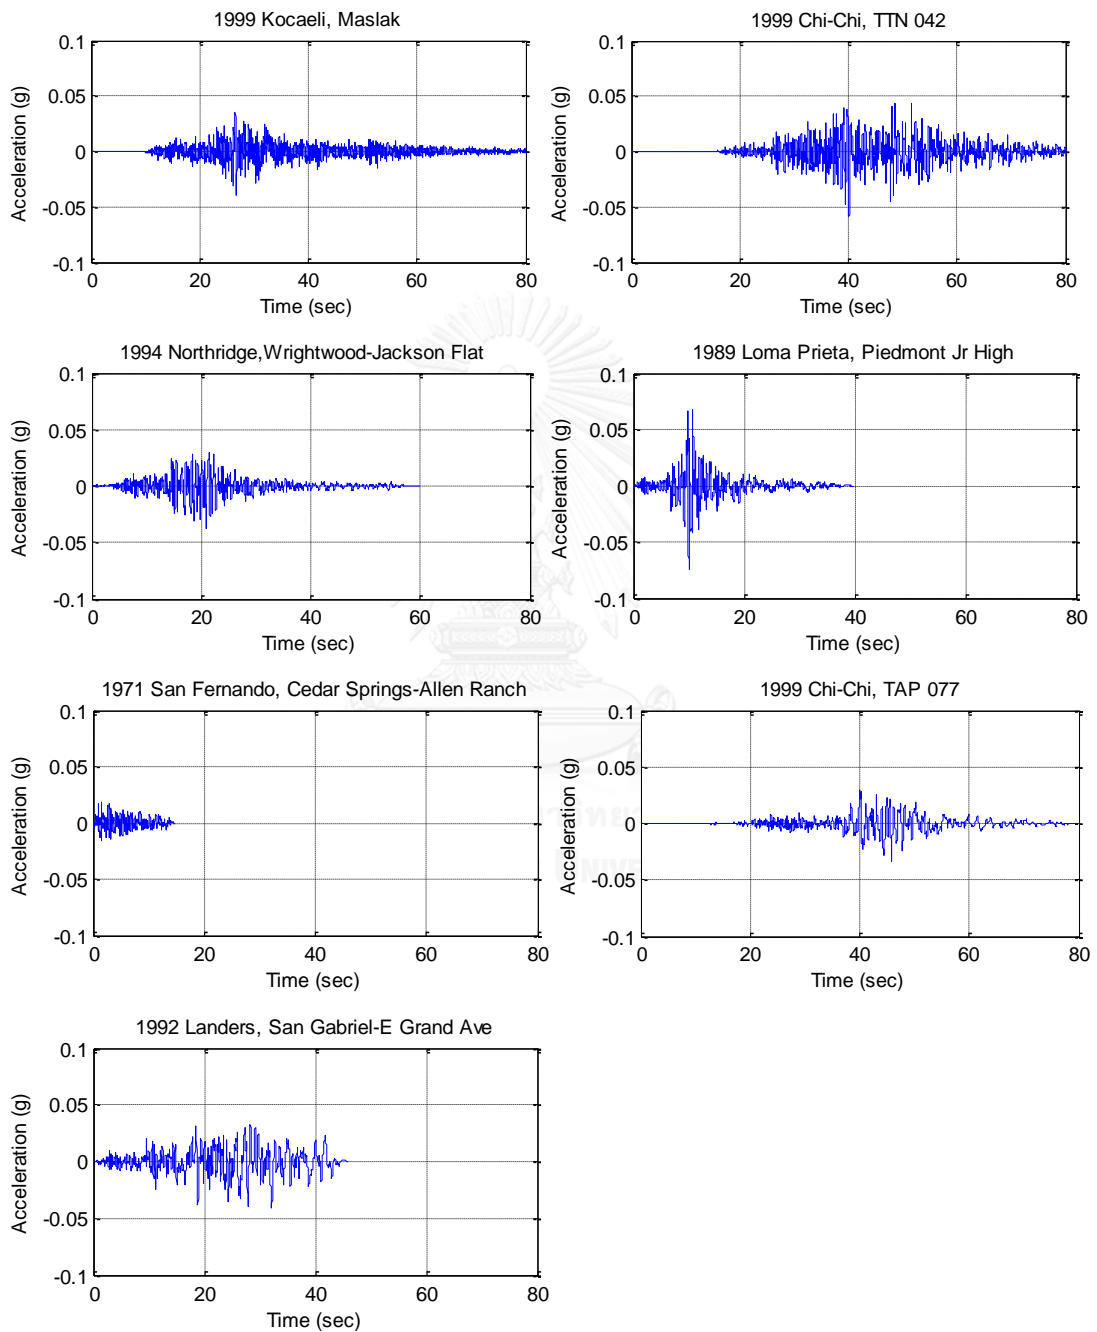 1999 Kocaeli, Maslak
0.1
0.05
0
-0.05
-0.1
Acceleration (g)
0 20 40 60 80
Time (sec)
1999 Chi-Chi, TTN 042
0.1
0.05
0
-0.05
-0.1
Acceleration (g)
0 20 40 60 80
Time (sec)
1994 Northridge,Wrightwood-Jackson Flat
0.1
0.05
0
-0.05
-0.1
Acceleration (g)
0 20 40 60 80
Time (sec)
1989 Loma Prieta, Piedmont Jr High
0.1
0.05
0
-0.05
-0.1
Acceleration (g)
0 20 40 60 80
Time (sec)
1971 San Fernando, Cedar Springs-Allen Ranch
0.1
0.05
0
-0.05
-0.1
Acceleration (g)
0 20 40 60 80
Time (sec)
1999 Chi-Chi, TAP 077
0.1
0.05
0
-0.05
-0.1
Acceleration (g)
0 20 40 60 80
Time (sec)
1992 Landers, San Gabriel-E Grand Ave
0.1
0.05
0
-0.05
-0.1
Acceleration (g)
0 20 40 60 80
Time (sec)